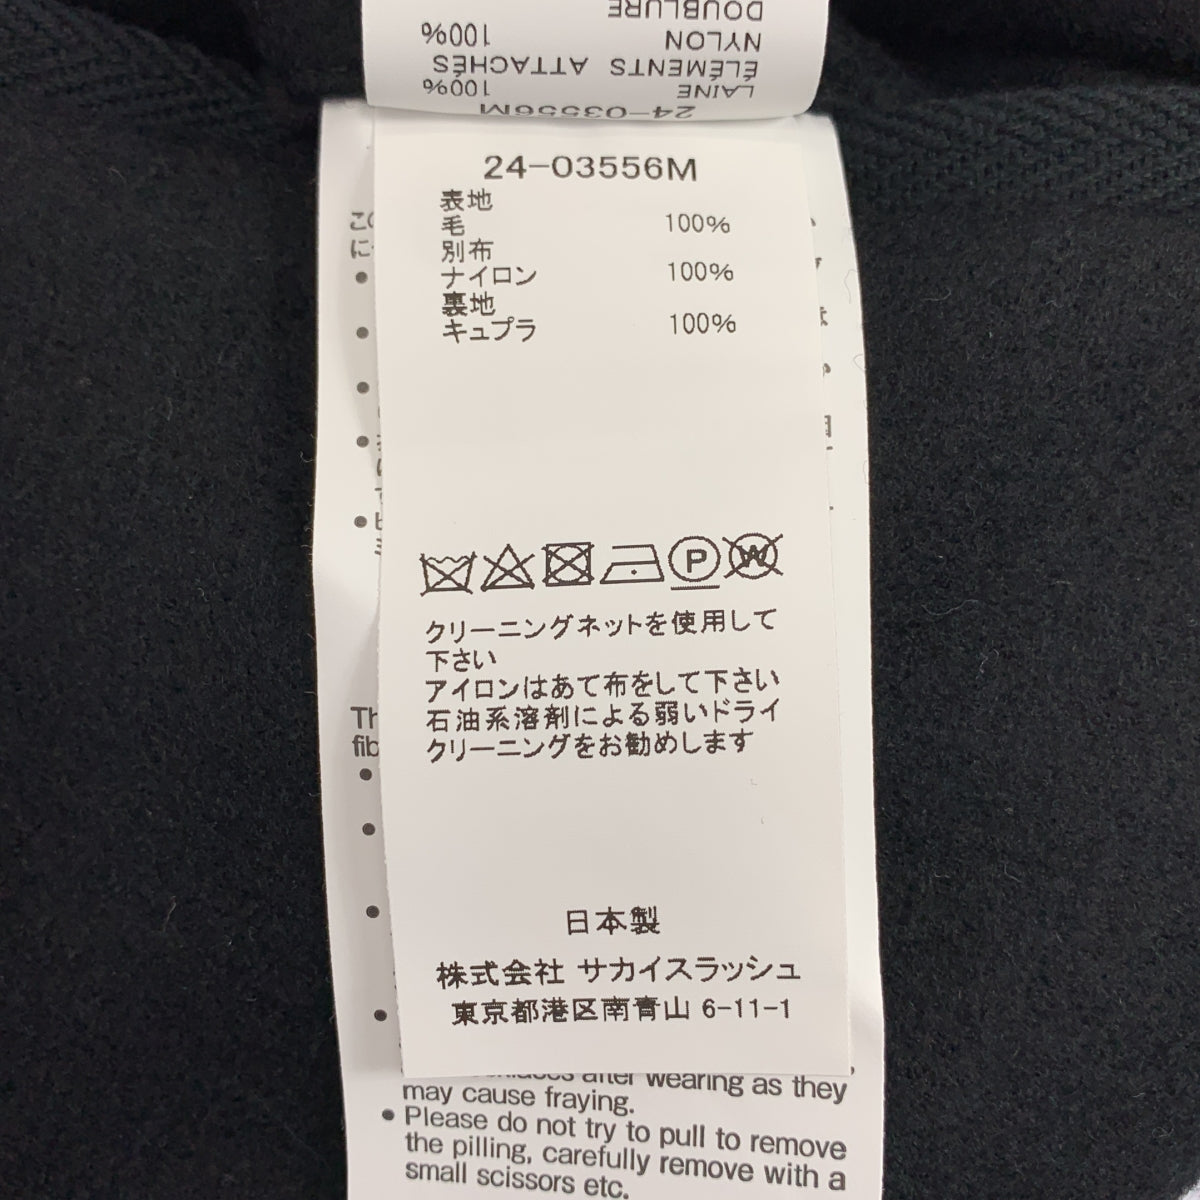 DOUBLURE
NYLON 100%
ÉLÉMENTS ATTACHÉS
LAINE 100%
24-03556M
24-03556M
表地
毛 100%
別布
ナイロン 100%
裏地
キュプラ 100%
P W
クリーニングネットを使用して
下さい
アイロンはあて布をして下さい
石油系溶剤による弱いドライ
クリーニングをお勧めします
日本製
株式会社 サカイスラッシュ
東京都港区南青山 6-11-1
after wearing as they
may cause fraying.
● Please do not try to pull to remove
the pilling, carefully remove with a
small scissors etc.